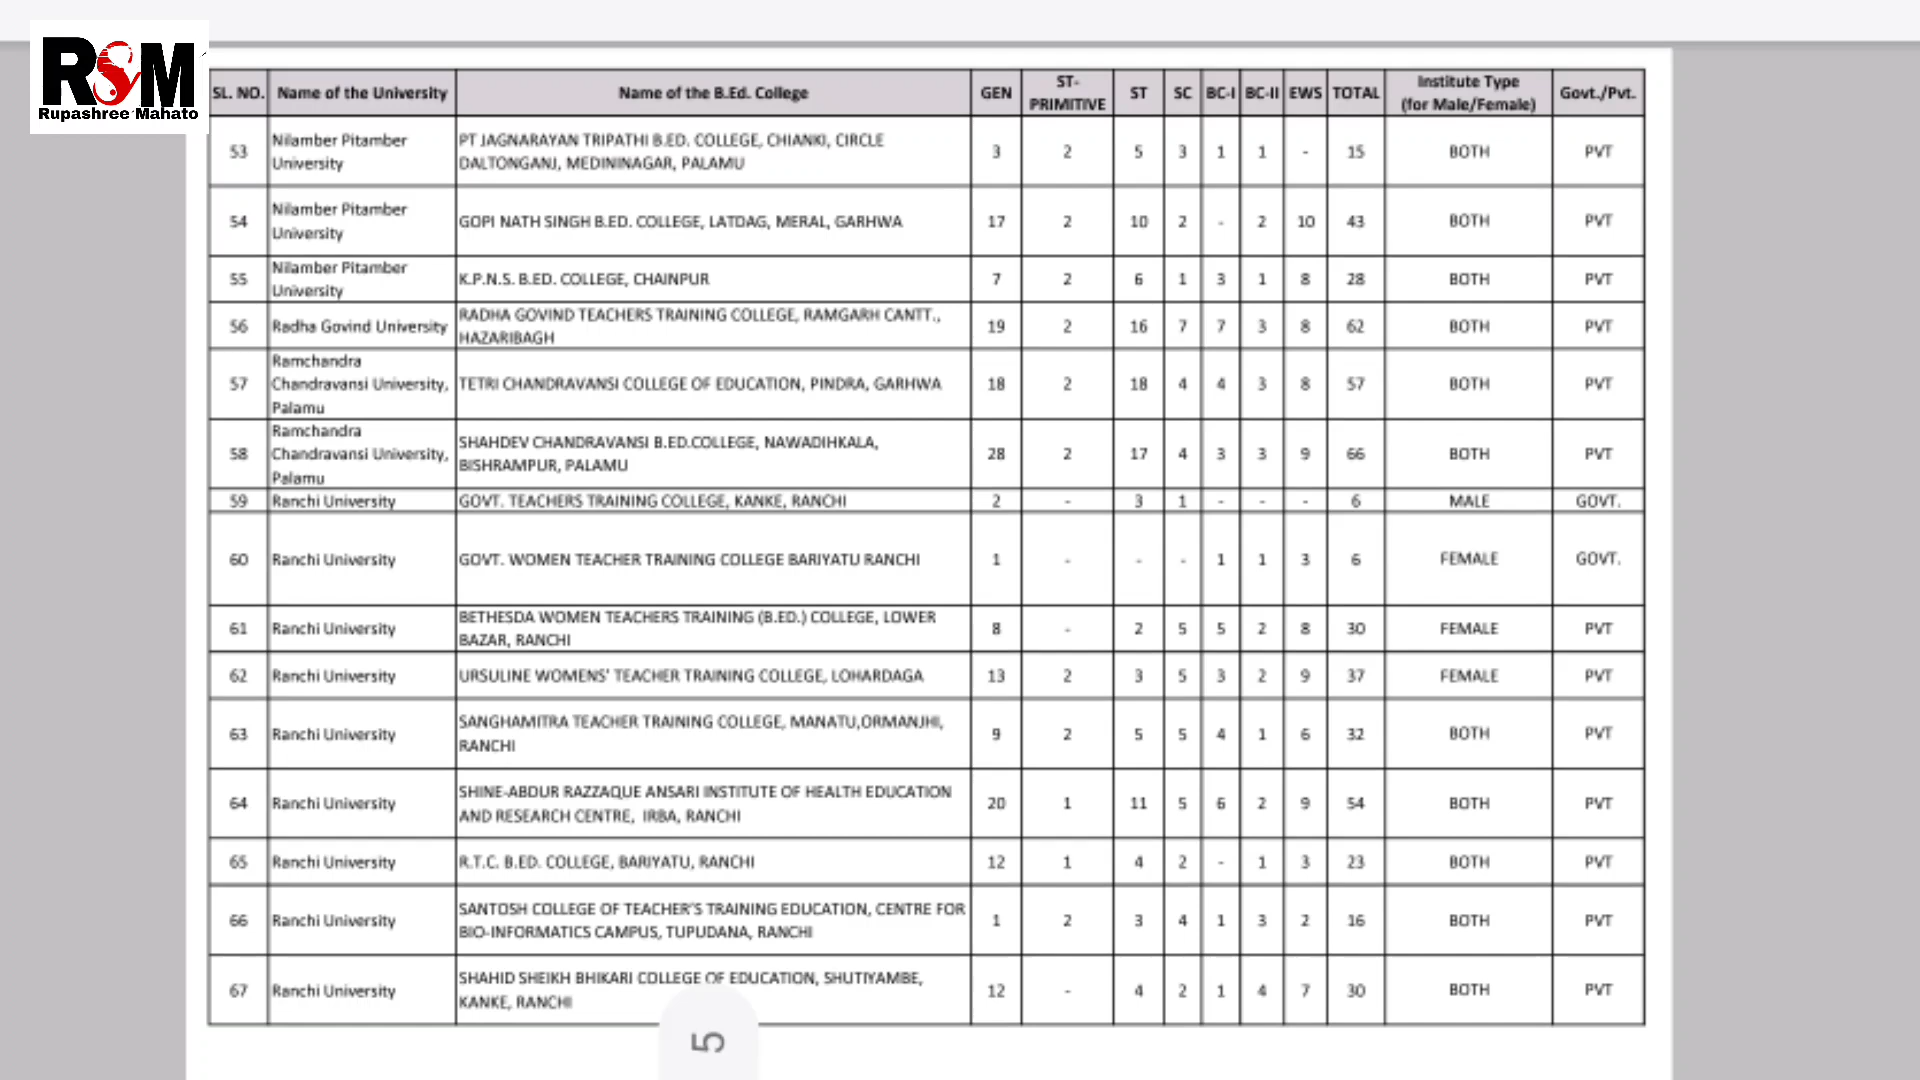 RSM
Rupashree Mahato
SL. NO. Name of the University Name of the B.Ed. College GEN ST-PRIMITIVE ST SC BC-I BC-II EWS TOTAL Institute Type (for Male/Female) Govt./Pvt.
53 Nilamber Pitamber University PT JAGNARAYAN TRIPATHI B.ED. COLLEGE, CHIANKI, CIRCLE DALTONGANJ, MEDININAGAR, PALAMU 3 2 5 3 1 1 - 15 BOTH PVT
54 Nilamber Pitamber University GOPI NATH SINGH B.ED. COLLEGE, LATDAG, MERAL, GARHWA 17 2 10 2 - 2 10 43 BOTH PVT
55 Nilamber Pitamber University K.P.N.S. B.ED. COLLEGE, CHAINPUR 7 2 6 1 3 1 8 28 BOTH PVT
56 Radha Govind University RADHA GOVIND TEACHERS TRAINING COLLEGE, RAMGARH CANTT., HAZARIBAGH 19 2 16 7 7 3 8 62 BOTH PVT
57 Ramchandra Chandravansi University, Palamu TETRI CHANDRAVANSI COLLEGE OF EDUCATION, PINDRA, GARHWA 18 2 18 4 4 3 8 57 BOTH PVT
58 Ramchandra Chandravansi University, Palamu SHAHDEV CHANDRAVANSI B.ED.COLLEGE, NAWADIHKALA, BISHRAMPUR, PALAMU 28 2 17 4 3 3 9 66 BOTH PVT
59 Ranchi University GOVT. TEACHERS TRAINING COLLEGE, KANKE, RANCHI 2 - 3 1 - - - 6 MALE GOVT.
60 Ranchi University GOVT. WOMEN TEACHER TRAINING COLLEGE BARIYATU RANCHI 1 - - - 1 1 3 6 FEMALE GOVT.
61 Ranchi University BETHESDA WOMEN TEACHERS TRAINING (B.ED.) COLLEGE, LOWER BAZAR, RANCHI 8 - 2 5 5 2 8 30 FEMALE PVT
62 Ranchi University URSULINE WOMENS' TEACHER TRAINING COLLEGE, LOHARDAGA 13 2 3 5 3 2 9 37 FEMALE PVT
63 Ranchi University SANGHAMITRA TEACHER TRAINING COLLEGE, MANATU,ORMANJHI, RANCHI 9 2 5 5 4 1 6 32 BOTH PVT
64 Ranchi University SHINE-ABDUR RAZZAQUE ANSARI INSTITUTE OF HEALTH EDUCATION AND RESEARCH CENTRE, IRBA, RANCHI 20 1 11 5 6 2 9 54 BOTH PVT
65 Ranchi University R.T.C. B.ED. COLLEGE, BARIYATU, RANCHI 12 1 4 2 - 1 3 23 BOTH PVT
66 Ranchi University SANTOSH COLLEGE OF TEACHER'S TRAINING EDUCATION, CENTRE FOR BIO-INFORMATICS CAMPUS, TUPUDANA, RANCHI 1 2 3 4 1 3 2 16 BOTH PVT
67 Ranchi University SHAHID SHEIKH BHIKARI COLLEGE OF EDUCATION, SHUTIYAMBE, KANKE, RANCHI 12 - 4 2 1 4 7 30 BOTH PVT
5